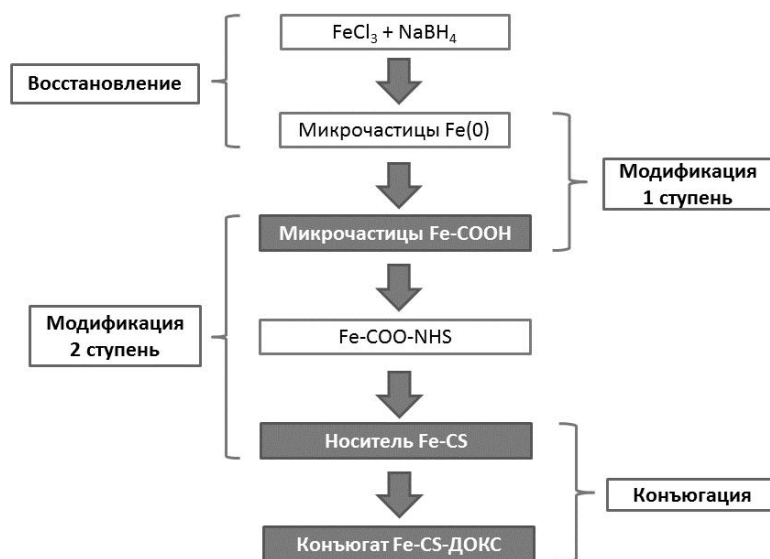 FeCl₃ + NaBH₄
Восстановление
Микрочастицы Fe(0)
Модификация
1 ступень
Микрочастицы Fe-COOH
Модификация
2 ступень
Fe-COO-NHS
Носитель Fe-CS
Конъюгация
Конъюгат Fe-CS-ДОКС